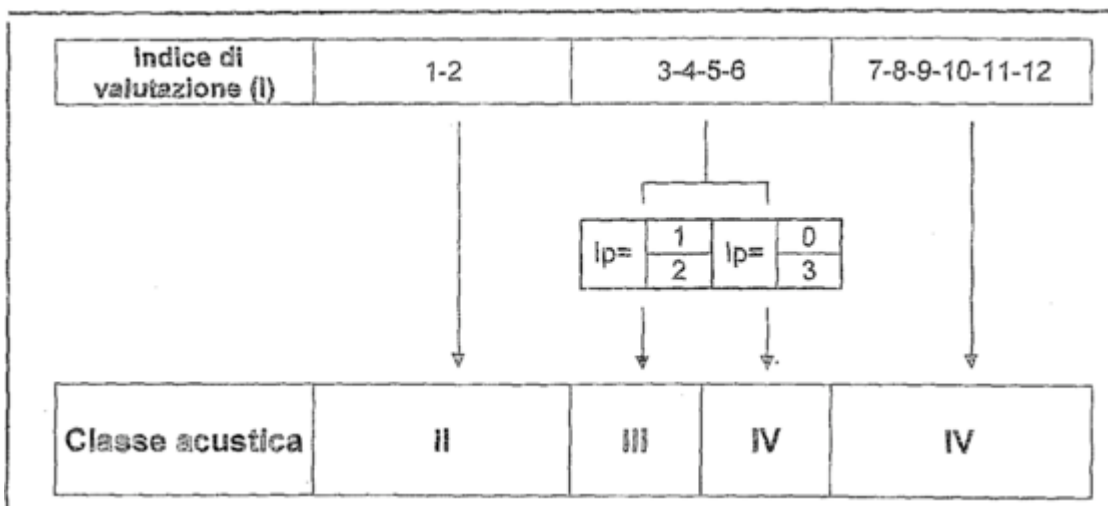 Indice di
valutazione (I)
1-2
3-4-5-6
7-8-9-10-11-12
Ip=
1
2
Ip=
0
3
Classe acustica
II
III
IV
IV